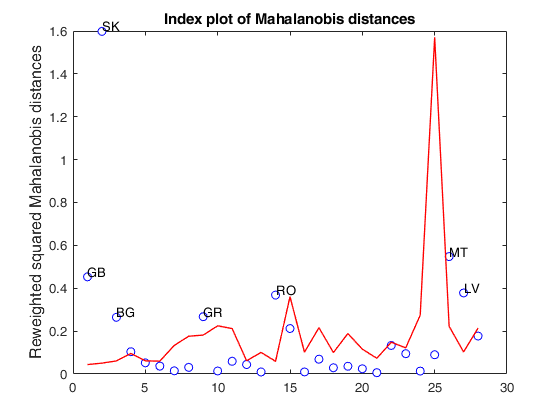 Index plot of Mahalanobis distances
Reweighted squared Mahalanobis distances
1.6
1.4
1.2
1
0.8
0.6
0.4
0.2
0
SK
GB
BG
GR
RO
MT
LV
0 5 10 15 20 25 30